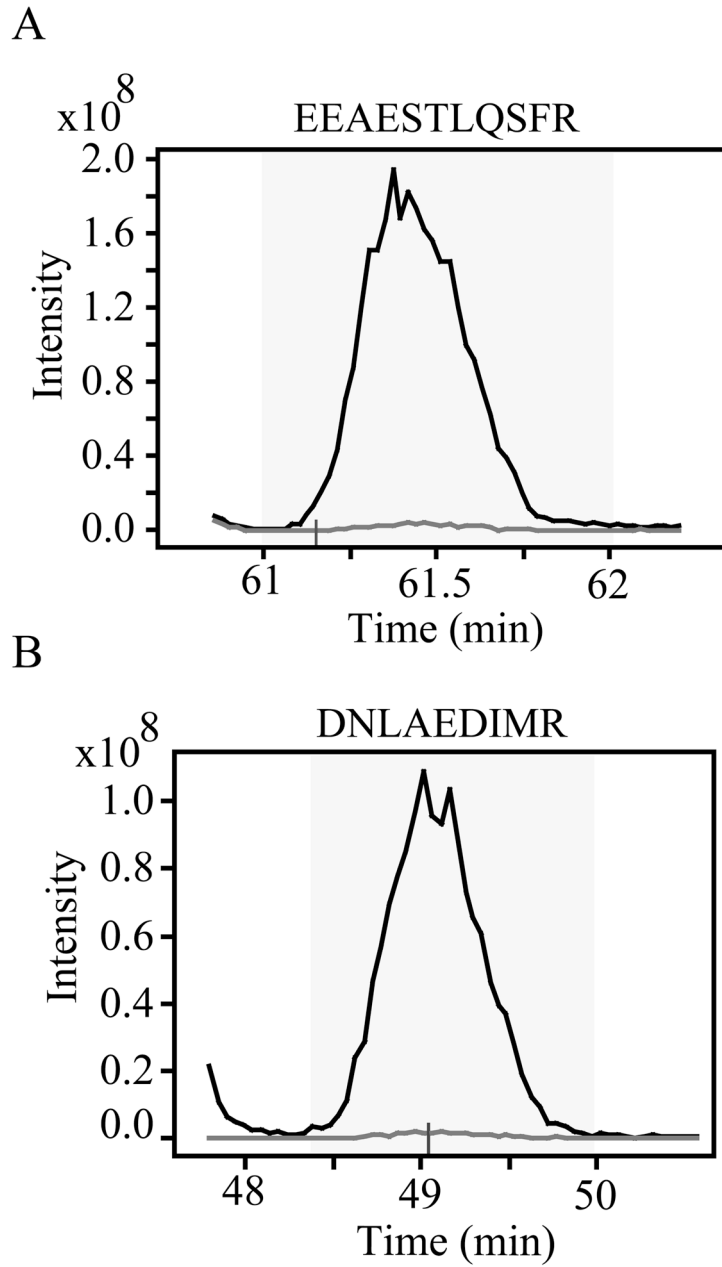 A
x10^8
EEAESTLQSFR
2.0
1.6
1.2
0.8
0.4
0.0
Intensity
61
61.5
62
Time (min)
B
x10^8
DNLAEDIMR
1.0
0.8
0.6
0.4
0.2
0.0
Intensity
48
49
50
Time (min)